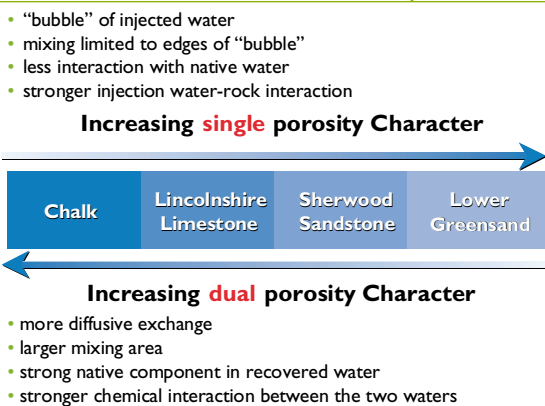 • “bubble” of injected water
• mixing limited to edges of “bubble”
• less interaction with native water
• stronger injection water-rock interaction
Increasing single porosity Character
Chalk
Lincolnshire
Limestone
Sherwood
Sandstone
Lower
Greensand
Increasing dual porosity Character
• more diffusive exchange
• larger mixing area
• strong native component in recovered water
• stronger chemical interaction between the two waters